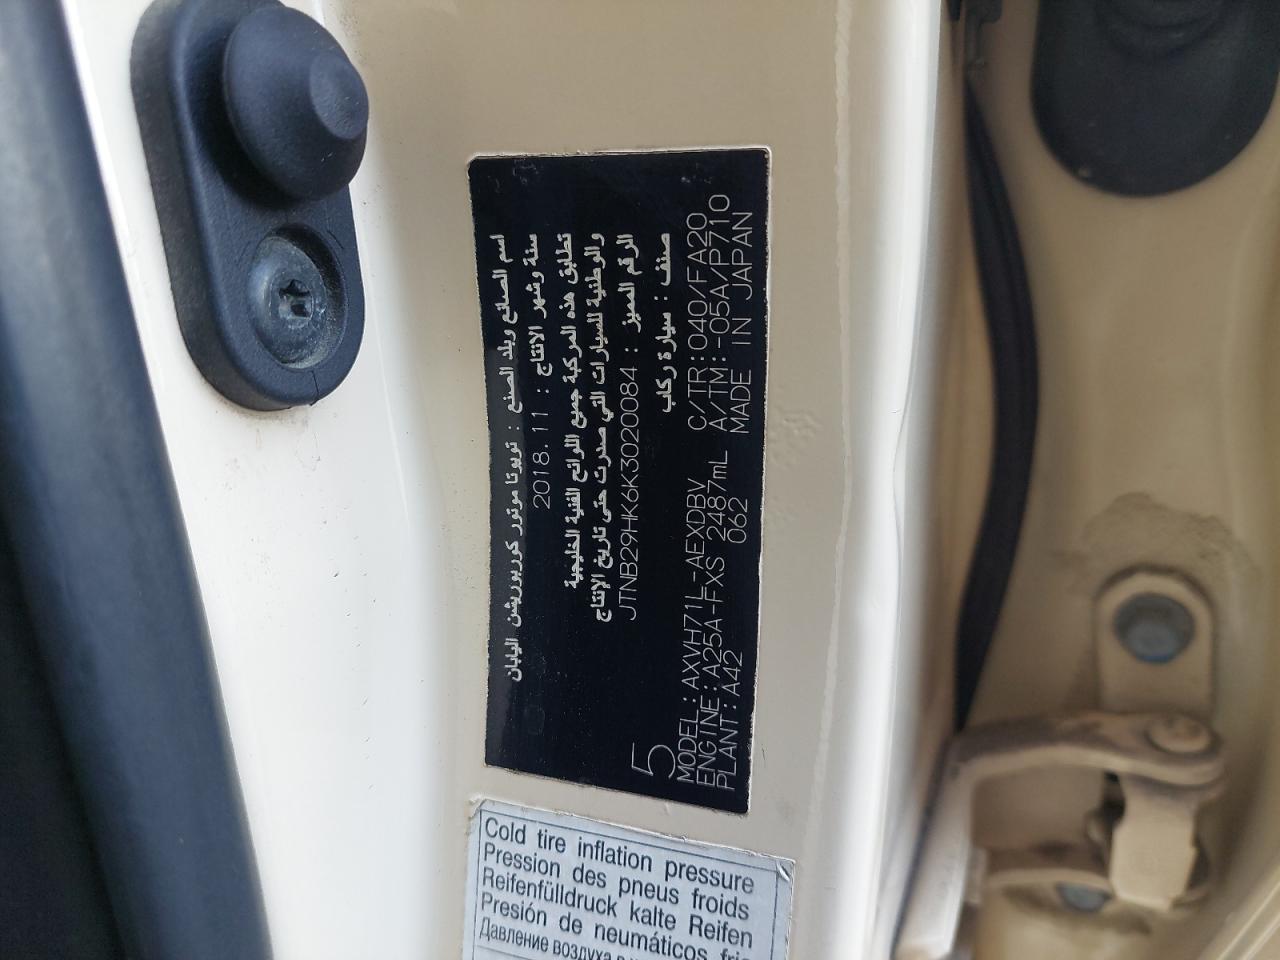 اسم الصانع وبلد الصنع : تويوتا موتور كوربوريشن اليابان
سنة وشهر الانتاج : 2018.11
تطابق هذه المركبة جميع اللوائح الفنية الخليجية
والوطنية للسيارات التي صدرت حتى تاريخ الإنتاج
الرقم المميز : JTNB29HK6K3020084
صنف : سيارة ركاب
5
MODEL:AXVH71L-AEXDBV C/TR:040/FA20
ENGINE:A25A-FXS 2487mL A/TM:-05A/P710
PLANT:A42 062 MADE IN JAPAN
Cold tire inflation pressure
Pression des pneus froids
Reifenfülldruck kalte Reifen
Presión de neumáticos
Давление воздуха в